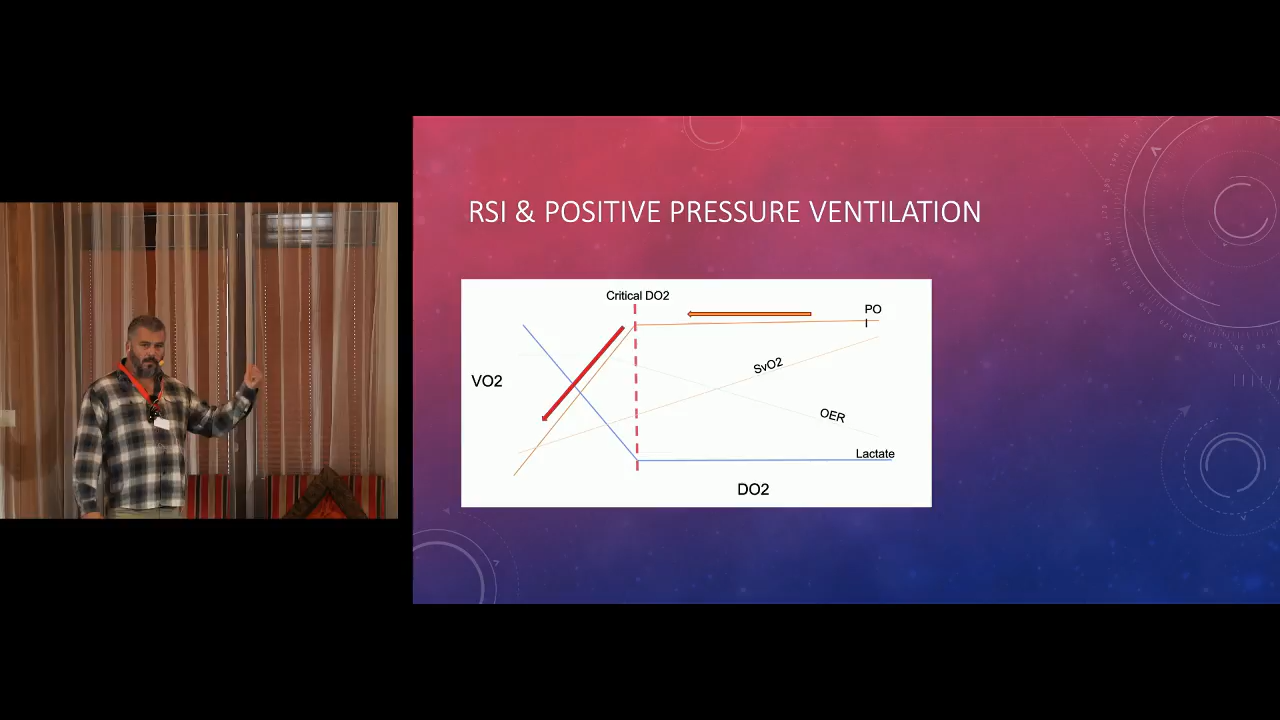 RSI & POSITIVE PRESSURE VENTILATION
Critical DO2
PO
I
VO2
SvO2
OER
Lactate
DO2